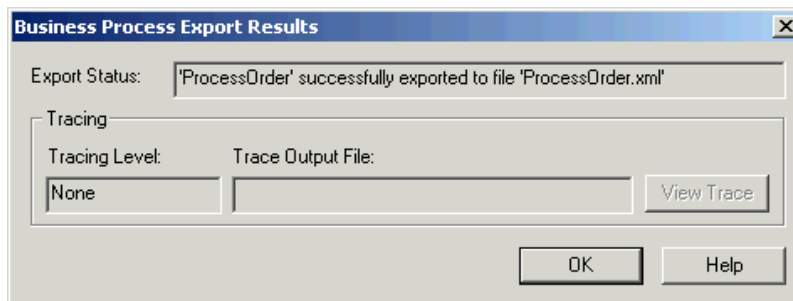 Business Process Export Results
Export Status: 'ProcessOrder' successfully exported to file 'ProcessOrder.xml'
Tracing
Tracing Level: Trace Output File:
None View Trace
OK Help